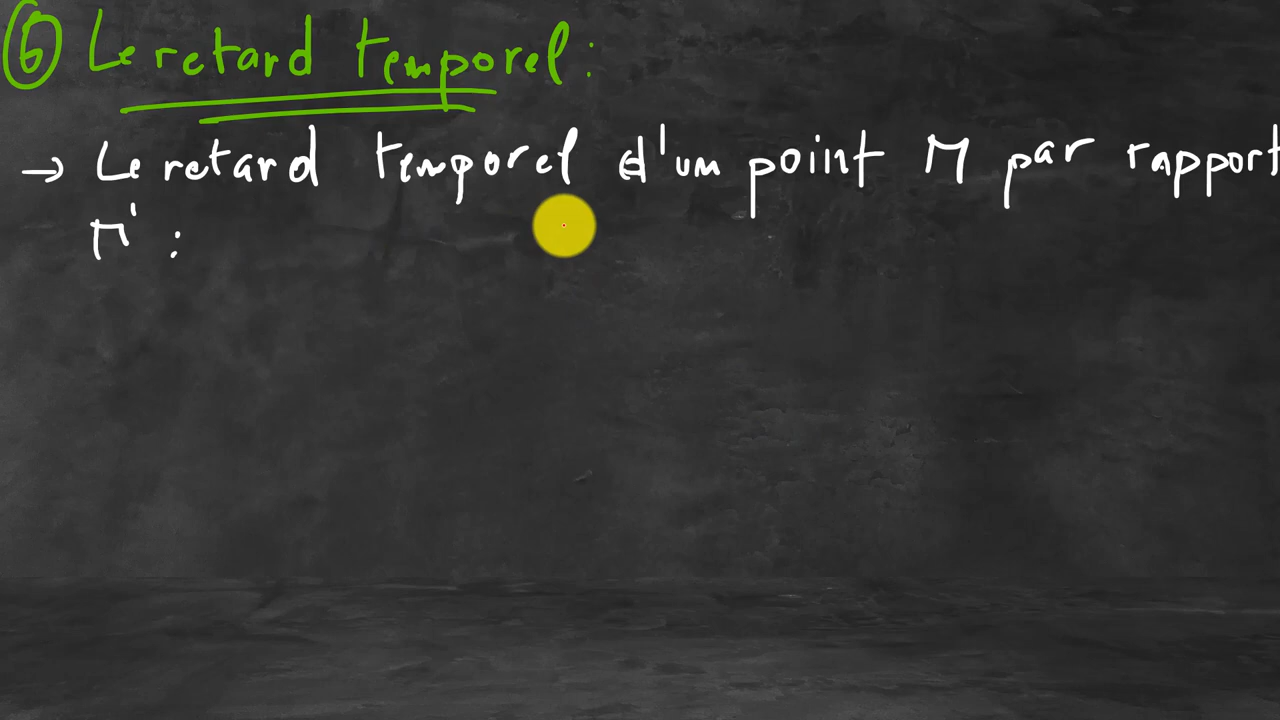 ⑥ Le retard temporel :
→ Le retard temporel d'un point M par rapport
M' :